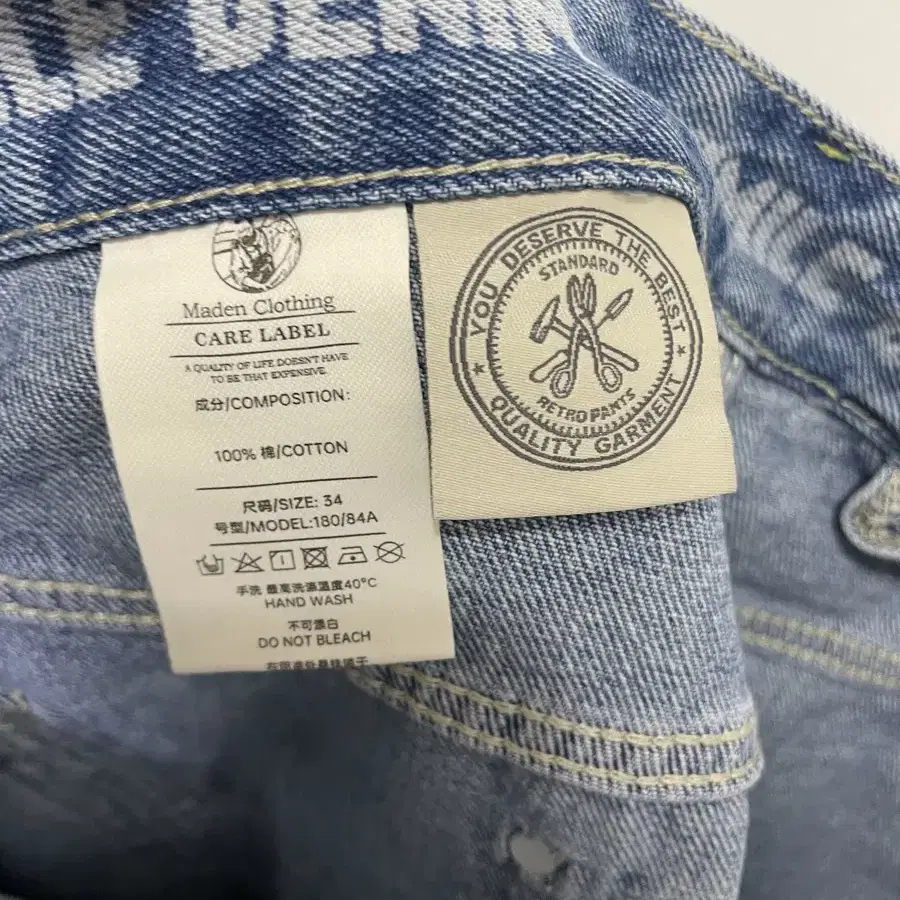 DENIM
Maden Clothing
CARE LABEL
A QUALITY OF LIFE DOESN'T HAVE
TO BE THAT EXPENSIVE.
成分/COMPOSITION:
100% 棉/COTTON
尺码/SIZE: 34
号型/MODEL:180/84A
手洗 最高洗涤温度40°C
HAND WASH
不可漂白
DO NOT BLEACH
YOU DESERVE THE BEST
STANDARD
RETRO PANTS
★ QUALITY GARMENT ★